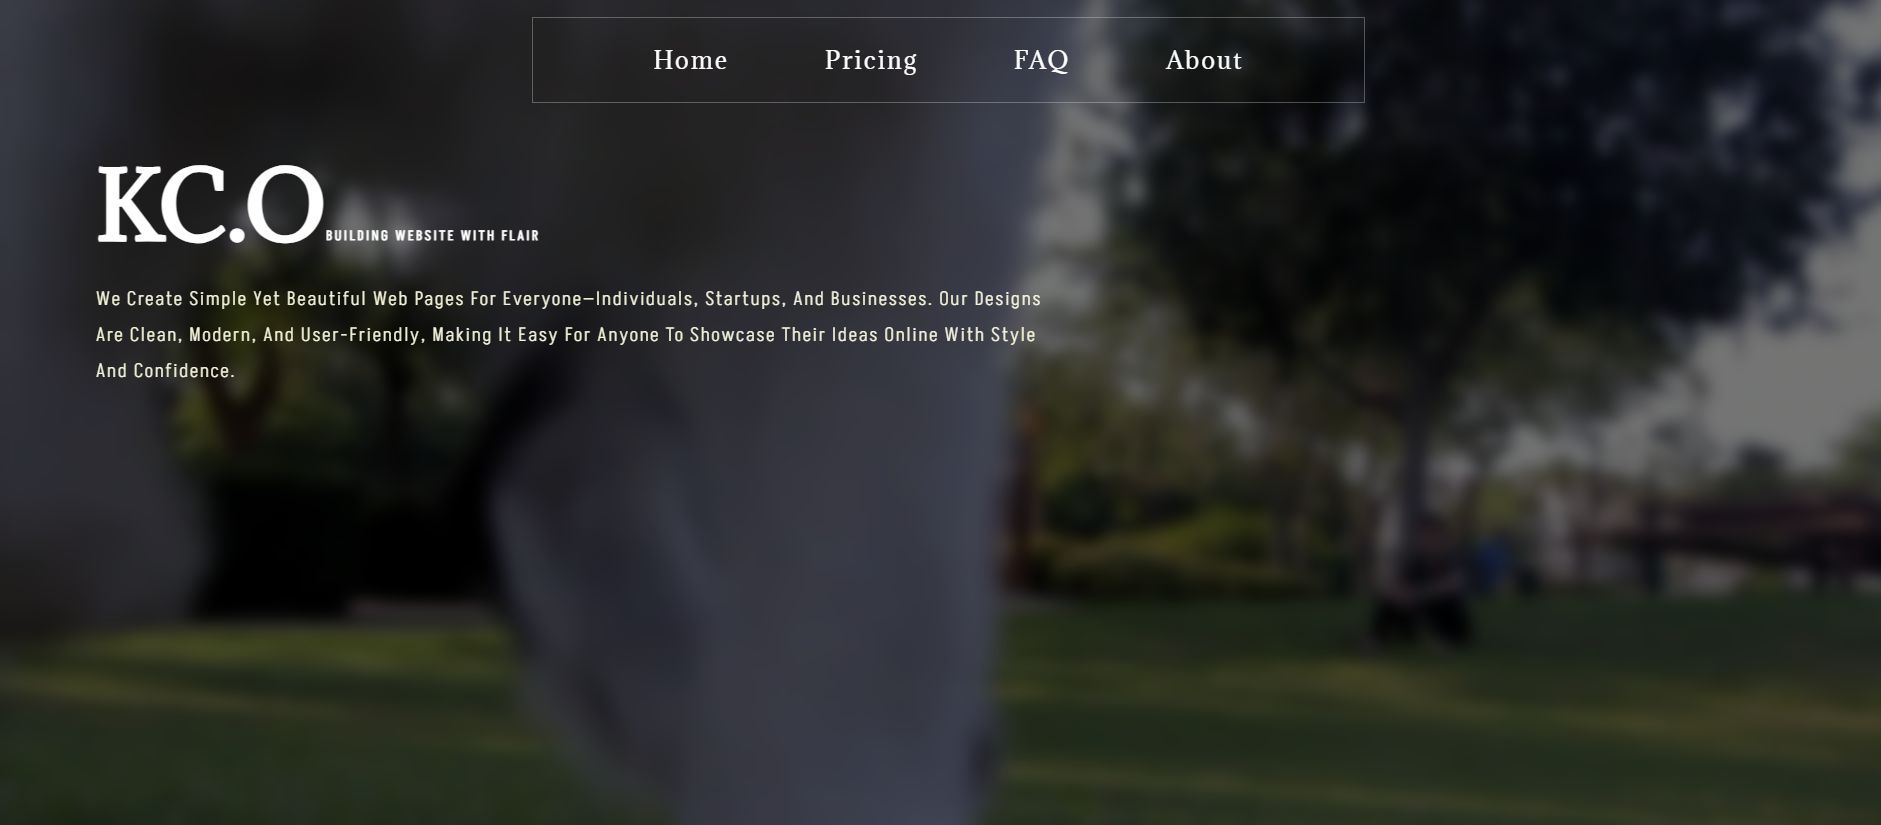 Home Pricing FAQ About
KC.O BUILDING WEBSITE WITH FLAIR
We Create Simple Yet Beautiful Web Pages For Everyone—Individuals, Startups, And Businesses. Our Designs
Are Clean, Modern, And User-Friendly, Making It Easy For Anyone To Showcase Their Ideas Online With Style
And Confidence.